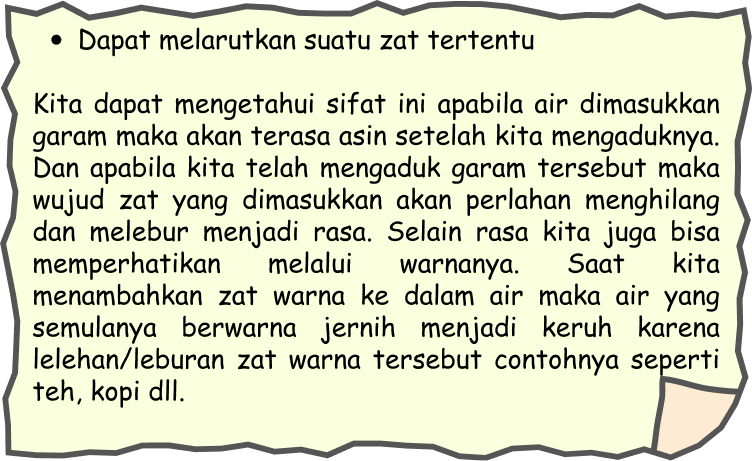 • Dapat melarutkan suatu zat tertentu
Kita dapat mengetahui sifat ini apabila air dimasukkan
garam maka akan terasa asin setelah kita mengaduknya.
Dan apabila kita telah mengaduk garam tersebut maka
wujud zat yang dimasukkan akan perlahan menghilang
dan melebur menjadi rasa. Selain rasa kita juga bisa
memperhatikan melalui warnanya. Saat kita
menambahkan zat warna ke dalam air maka air yang
semulanya berwarna jernih menjadi keruh karena
lelehan/leburan zat warna tersebut contohnya seperti
teh, kopi dll.